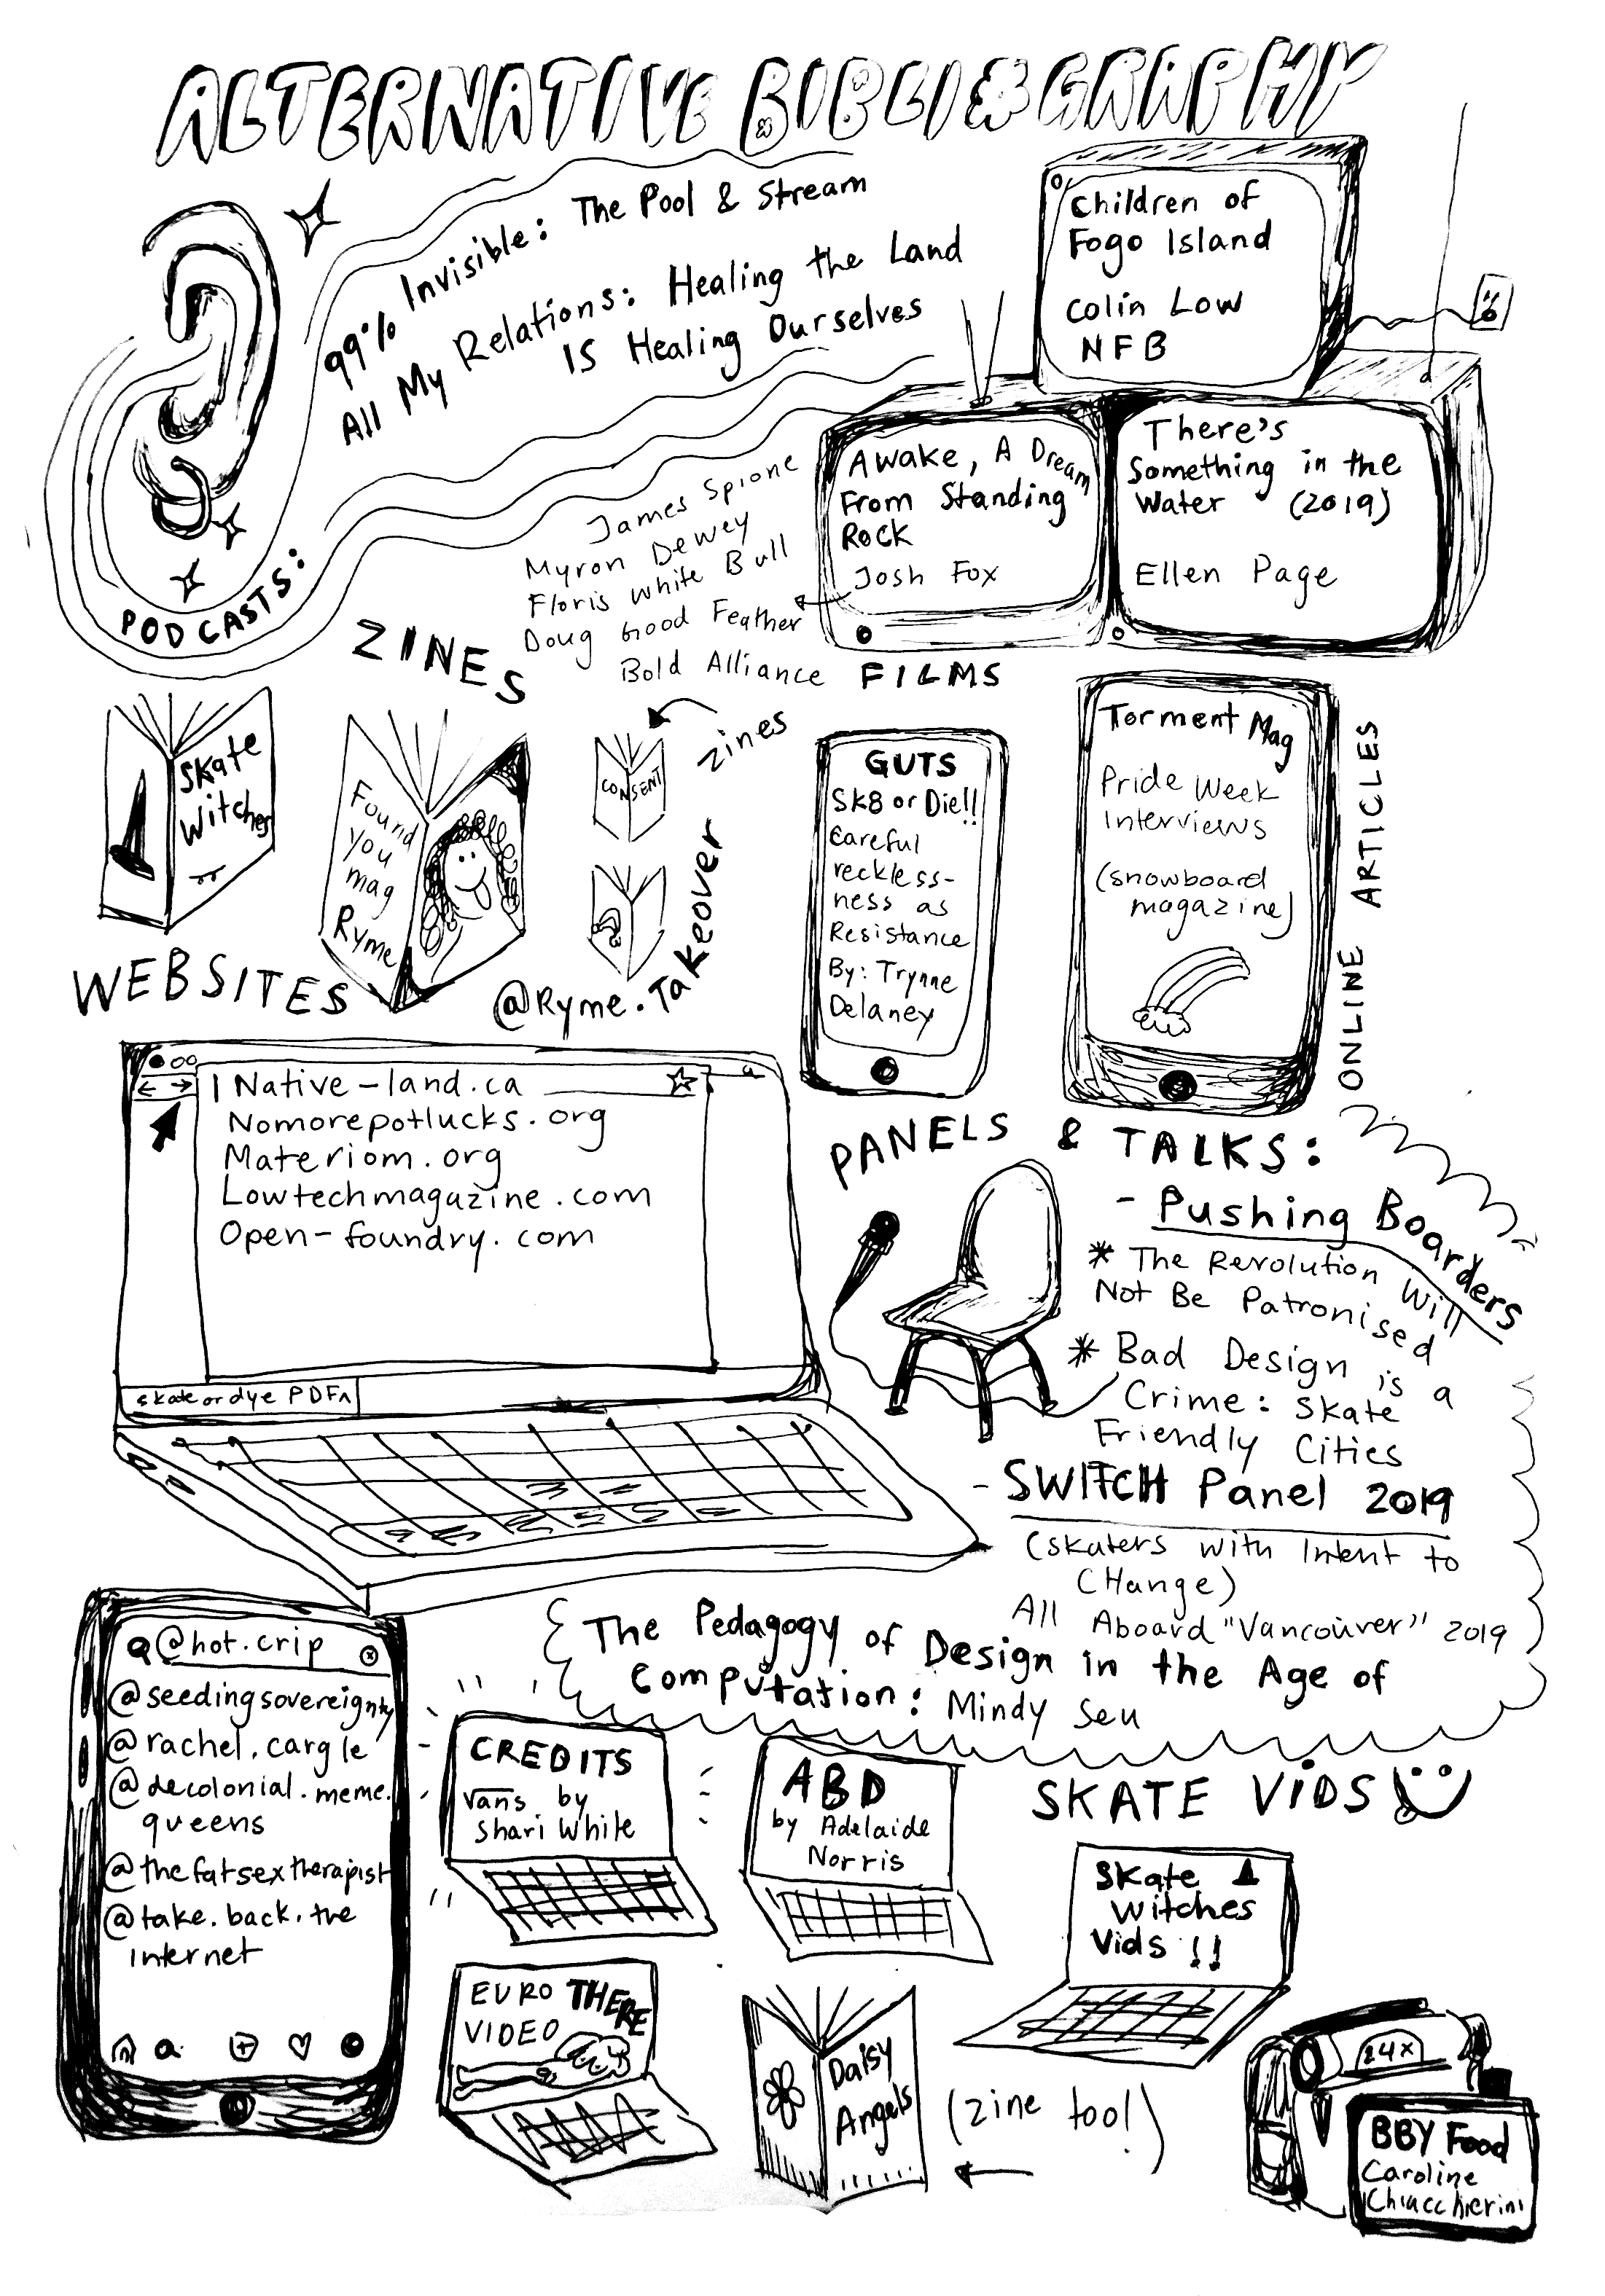 ALTERNATIVE BIBLIOGRAPHY
PODCASTS:
99% Invisible: The Pool & Stream
All My Relations: Healing the Land
IS Healing Ourselves
Children of
Fogo Island
Colin Low
NFB
Awake, A Dream
From Standing
Rock
Josh Fox
James Spione
Myron Dewey
Floris White Bull
Doug Good Feather
Bold Alliance
There's
Something in the
Water (2019)
Ellen Page
FILMS
ZINES
Skate
Witches
Found
you
mag
Ryme
CONSENT
zines
@Ryme.Takeover
GUTS
Sk8 or Die!!
Careful
reckless-
ness as
Resistance
By: Trynne
Delaney
Torment Mag
Pride Week
Interviews
(snowboard
magazine)
ONLINE ARTICLES
WEBSITES
Native-land.ca
Nomorepotlucks.org
Materiom.org
Lowtechmagazine.com
Open-foundry.com
skate or dye PDF
PANELS & TALKS:
- Pushing Boarders
* The Revolution Will
Not Be Patronised
* Bad Design is a
Crime: Skate
Friendly Cities
- SWITCH Panel 2019
(skaters with Intent to
CHange)
All Aboard "Vancouver" 2019
The Pedagogy of Design in the Age of
Computation: Mindy Seu
@hot.crip
@seedingsovereignty
@rachel.cargle
@decolonial.meme.
queens
@thefatsextherapist
@take.back.the
internet
SKATE VIDS
CREDITS
Vans by
Shari White
ABD
by Adelaide
Norris
Skate
Witches
Vids !!
EURO THERE
VIDEO
Daisy
Angels
(zine too!)
24x
BBY Food
Caroline
Chiacchierini